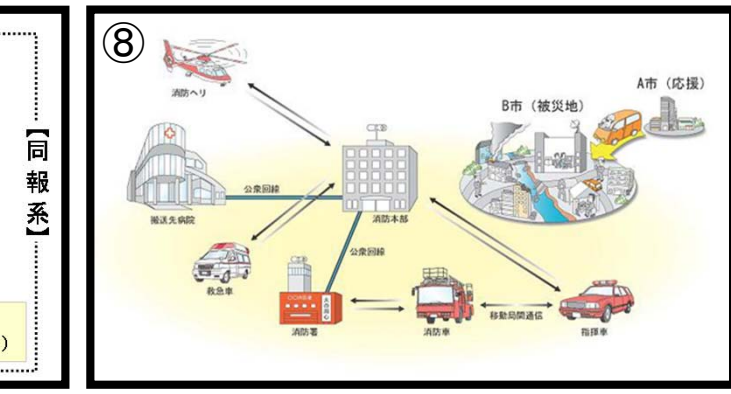 【同報系】
）
⑧
消防ヘリ
A市（応援）
B市（被災地）
公衆回線
搬送先病院
消防本部
公衆回線
救急車
消防署
消防車
移動局間通信
指揮車